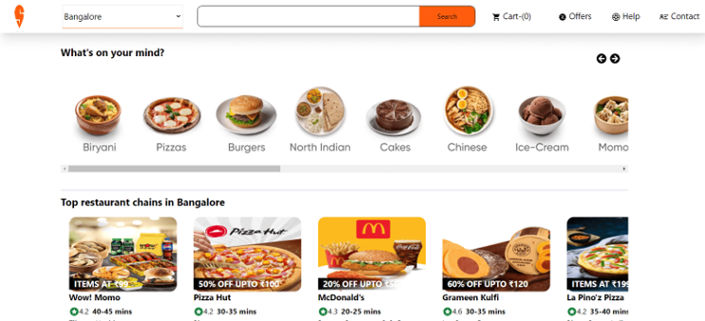 Bangalore
Search
Cart-(0)
Offers
Help
Contact
What's on your mind?
Biryani
Pizzas
Burgers
North Indian
Cakes
Chinese
Ice-Cream
Momo
Top restaurant chains in Bangalore
Pizza Hut
ITEMS AT ₹99
50% OFF UPTO ₹100
20% OFF UPTO ₹50
60% OFF UPTO ₹120
ITEMS AT ₹199
Wow! Momo
Pizza Hut
McDonald's
Grameen Kulfi
La Pino'z Pizza
4.2 40-45 mins
4.2 30-35 mins
4.3 20-25 mins
4.6 30-35 mins
4.2 35-40 min